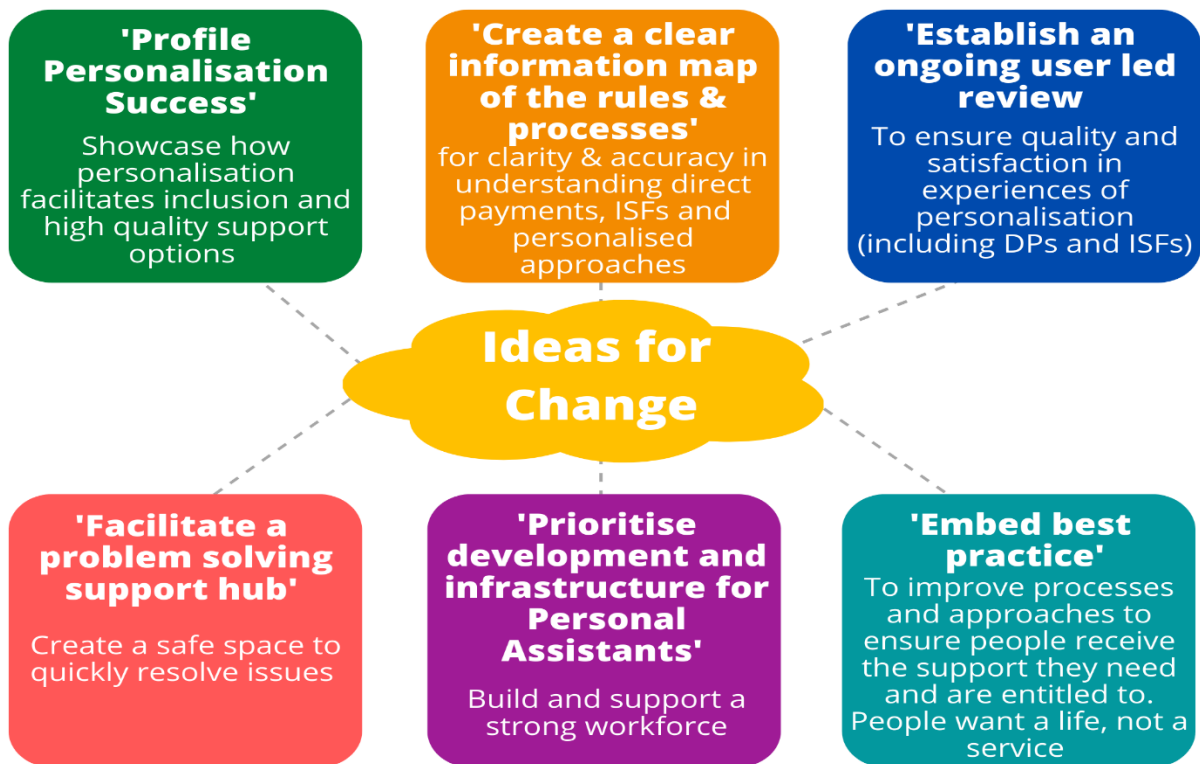 'Profile
Personalisation
Success'
Showcase how
personalisation
facilitates inclusion and
high quality support
options
'Create a clear
information map
of the rules &
processes'
for clarity & accuracy in
understanding direct
payments, ISFs and
personalised
approaches
'Establish an
ongoing user led
review
To ensure quality and
satisfaction in
experiences of
personalisation
(including DPs and ISFs)
Ideas for
Change
'Facilitate a
problem solving
support hub'
Create a safe space to
quickly resolve issues
'Prioritise
development and
infrastructure for
Personal
Assistants'
Build and support a
strong workforce
'Embed best
practice'
To improve processes
and approaches to
ensure people receive
the support they need
and are entitled to.
People want a life, not a
service